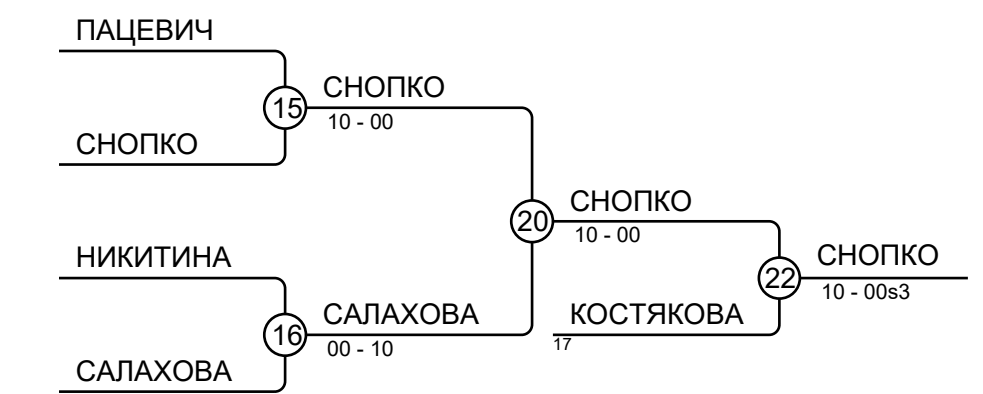 ПАЦЕВИЧ
15
СНОПКО
10 - 00
СНОПКО
20
СНОПКО
10 - 00
НИКИТИНА
22
СНОПКО
10 - 00s3
16
САЛАХОВА
00 - 10
КОСТЯКОВА
17
САЛАХОВА